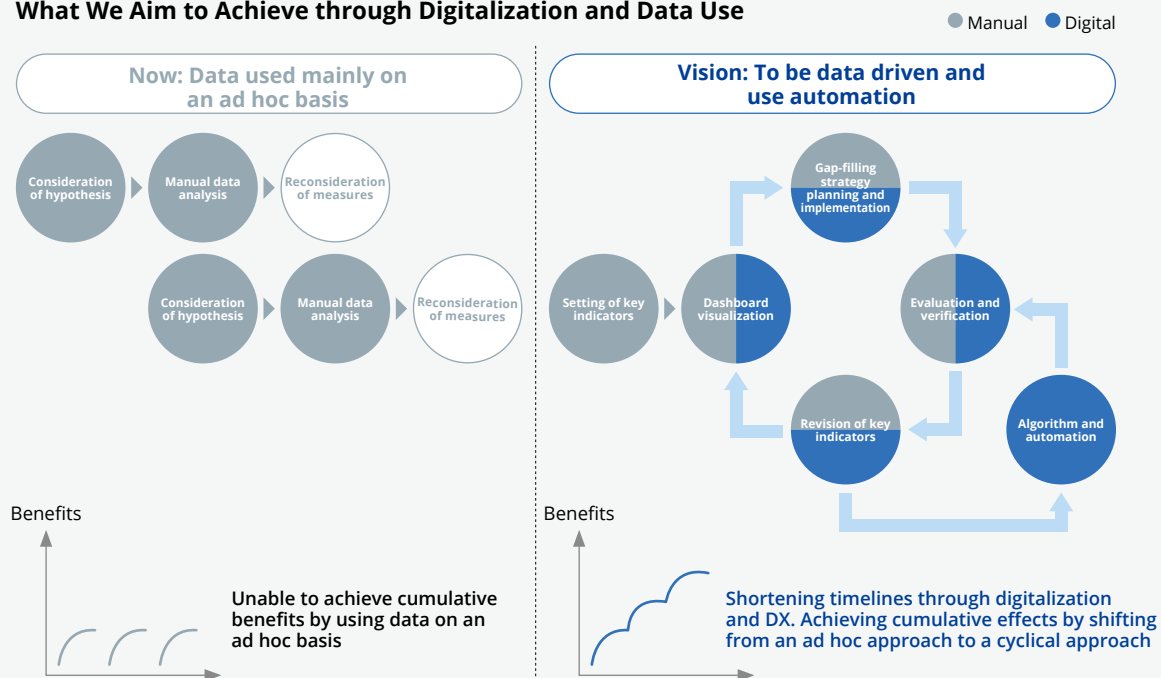 What We Aim to Achieve through Digitalization and Data Use
Manual
Digital
Now: Data used mainly on
an ad hoc basis
Consideration
of hypothesis
Manual data
analysis
Reconsideration
of measures
Consideration
of hypothesis
Manual data
analysis
Reconsideration
of measures
Benefits
Unable to achieve cumulative
benefits by using data on an
ad hoc basis
Vision: To be data driven and
use automation
Gap-filling
strategy
planning and
implementation
Setting of key
indicators
Dashboard
visualization
Evaluation and
verification
Revision of key
indicators
Algorithm and
automation
Benefits
Shortening timelines through digitalization
and DX. Achieving cumulative effects by shifting
from an ad hoc approach to a cyclical approach